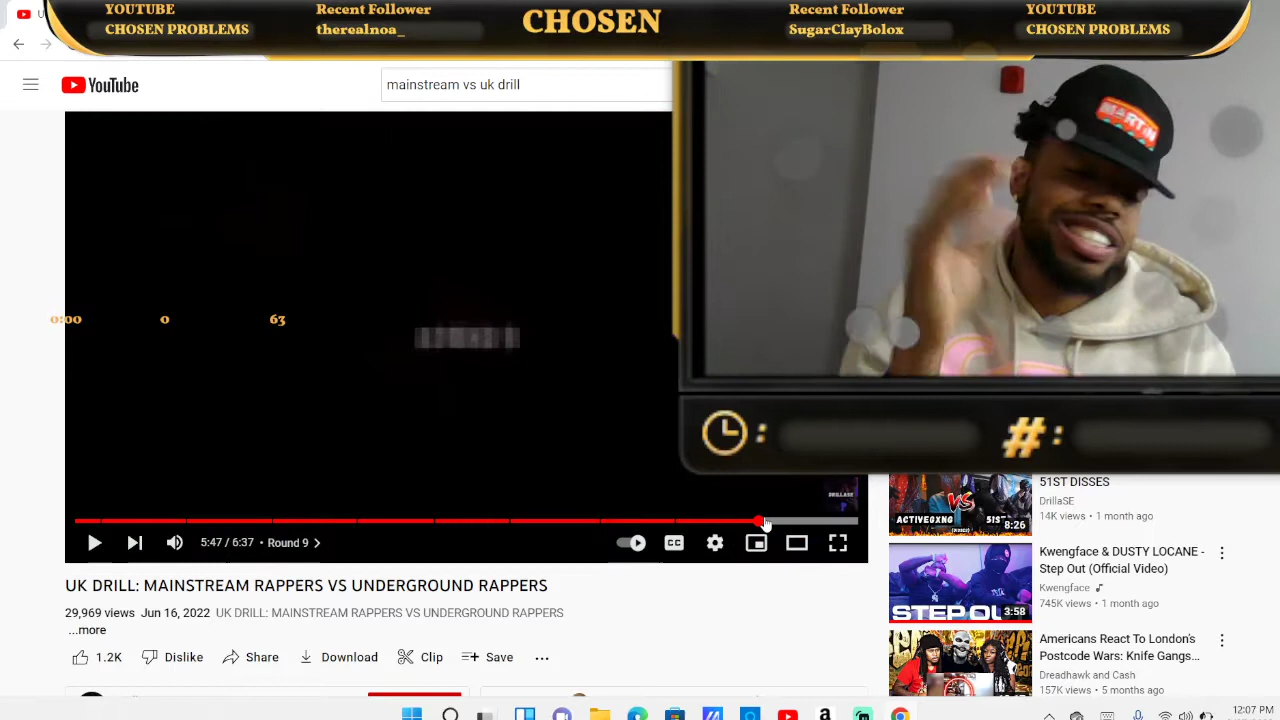 YOUTUBE
CHOSEN PROBLEMS
Recent Follower
therealnoa_
CHOSEN
Recent Follower
SugarClayBolox
YOUTUBE
CHOSEN PROBLEMS
YouTube
mainstream vs uk drill
MARTIN
0:00
0
63
:
#:
DRILLASE
5:47 / 6:37 • Round 9
UK DRILL: MAINSTREAM RAPPERS VS UNDERGROUND RAPPERS
29,969 views Jun 16, 2022 UK DRILL: MAINSTREAM RAPPERS VS UNDERGROUND RAPPERS
...more
1.2K
Dislike
Share
Download
Clip
Save
51ST DISSES
DrillaSE
14K views • 1 month ago
ACTIVEGXNG
VS
8:26
Kwengface & DUSTY LOCANE -
Step Out (Official Video)
Kwengface
745K views • 1 month ago
3:58
Americans React To London's
Postcode Wars: Knife Gangs...
Dreadhawk and Cash
157K views • 5 months ago
12:07 PM